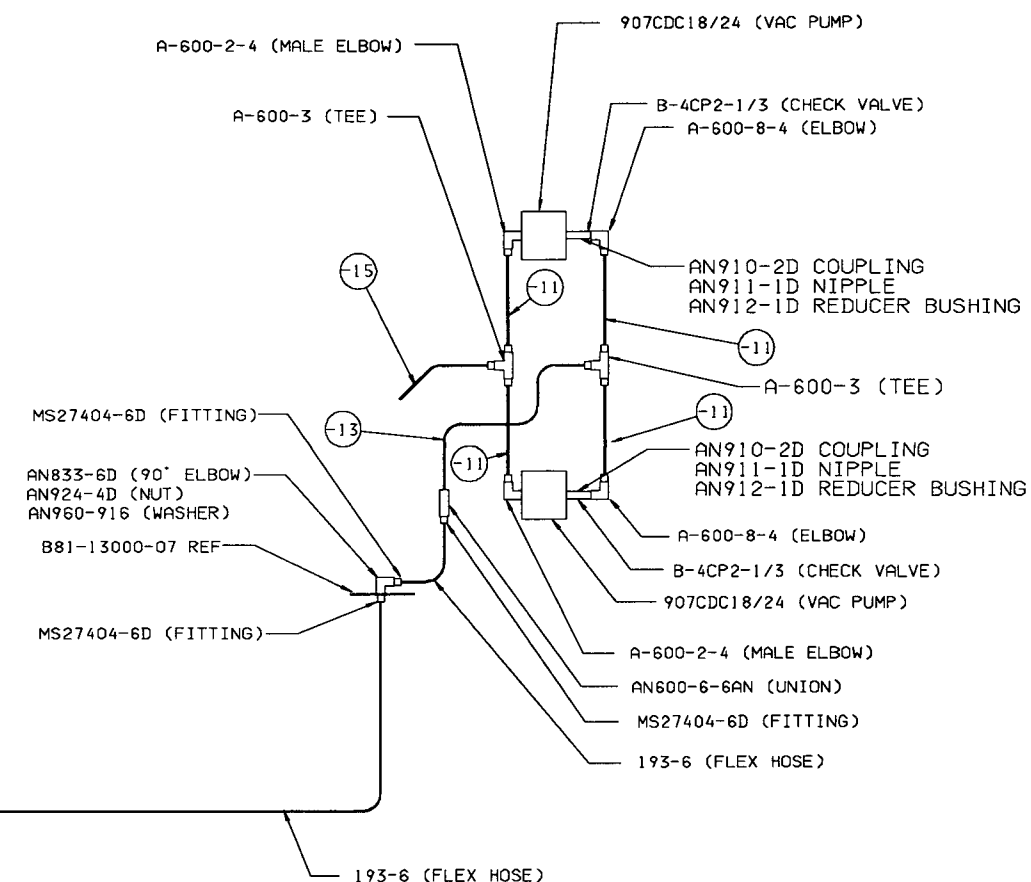 907CDC18/24 (VAC PUMP)
A-600-2-4 (MALE ELBOW)
B-4CP2-1/3 (CHECK VALVE)
A-600-3 (TEE)
A-600-8-4 (ELBOW)
AN910-2D COUPLING
AN911-1D NIPPLE
AN912-1D REDUCER BUSHING
-15
-11
-11
A-600-3 (TEE)
MS27404-6D (FITTING)
-13
-11
-11
AN910-2D COUPLING
AN911-1D NIPPLE
AN912-1D REDUCER BUSHING
AN833-6D (90° ELBOW)
AN924-4D (NUT)
AN960-916 (WASHER)
B81-13000-07 REF
A-600-8-4 (ELBOW)
B-4CP2-1/3 (CHECK VALVE)
907CDC18/24 (VAC PUMP)
MS27404-6D (FITTING)
A-600-2-4 (MALE ELBOW)
AN600-6-6AN (UNION)
MS27404-6D (FITTING)
193-6 (FLEX HOSE)
193-6 (FLEX HOSE)